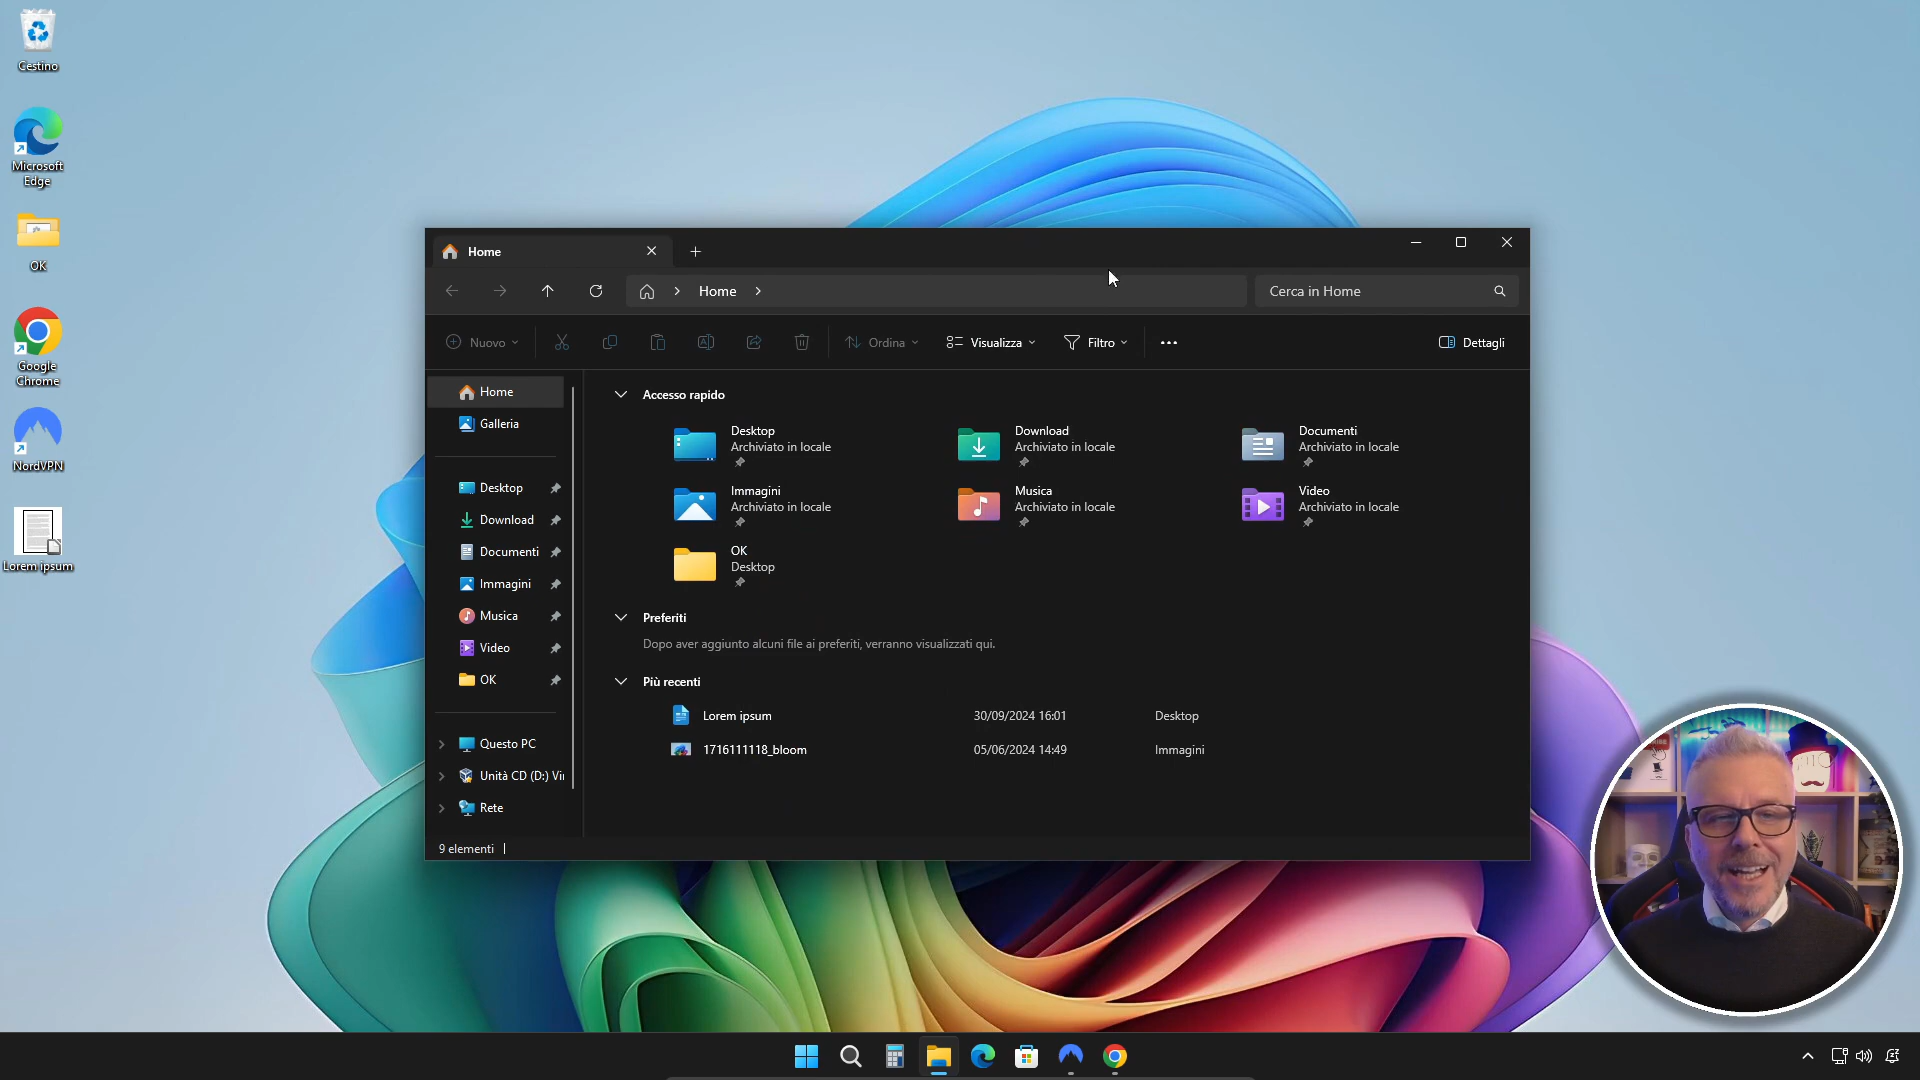 Cestino
Microsoft
Edge
OK
Google
Chrome
NordVPN
Lorem ipsum
Home
Home
Cerca in Home
Nuovo
Ordina
Visualizza
Filtro
Dettagli
Home
Galleria
Desktop
Download
Documenti
Immagini
Musica
Video
OK
Questo PC
Unità CD (D:) Vi
Rete
Accesso rapido
Desktop
Archiviato in locale
Download
Archiviato in locale
Documenti
Archiviato in locale
Immagini
Archiviato in locale
Musica
Archiviato in locale
Video
Archiviato in locale
OK
Desktop
Preferiti
Dopo aver aggiunto alcuni file ai preferiti, verranno visualizzati qui.
Più recenti
Lorem ipsum 30/09/2024 16:01 Desktop
1716111118_bloom 05/06/2024 14:49 Immagini
9 elementi